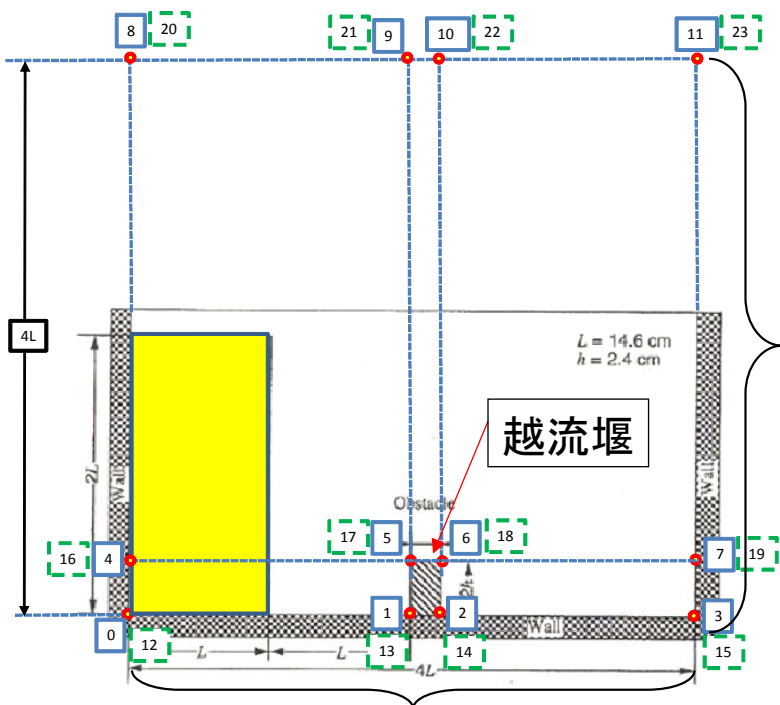 8 20 21 9 10 22 11 23
4L
L = 14.6 cm
h = 2.4 cm
越流堰
2L
Wall
Wall
Obstacle
17 5 6 18
16 4 7 19
2h
0 1 2 3
Wall
12 L L 13 14 15
4L